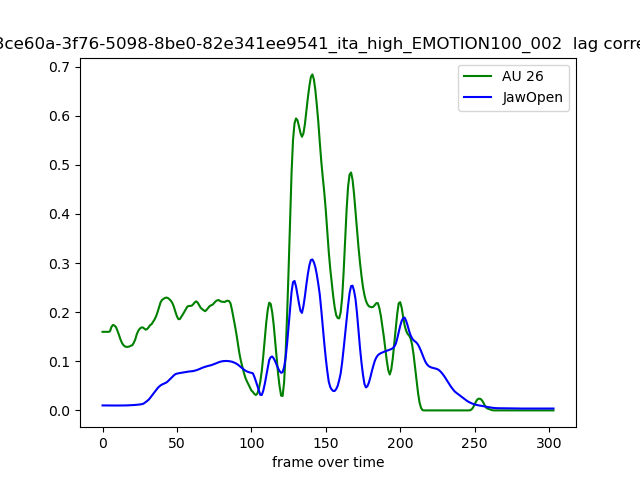 3ce60a-3f76-5098-8be0-82e341ee9541_ita_high_EMOTION100_002 lag corre
AU 26
JawOpen
0.7
0.6
0.5
0.4
0.3
0.2
0.1
0.0
0 50 100 150 200 250 300
frame over time